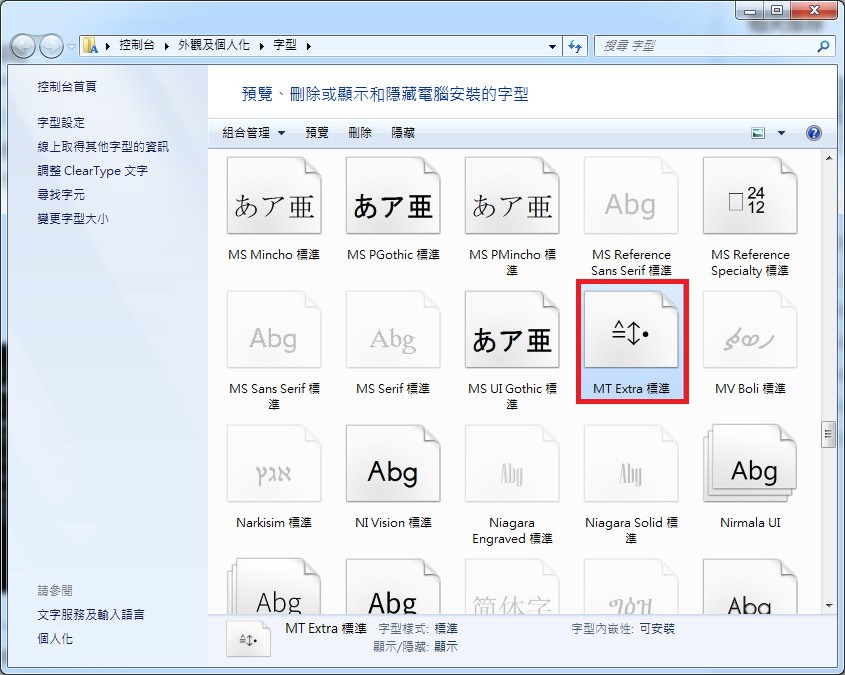 控制台 ▸ 外觀及個人化 ▸ 字型 ▸
搜尋 字型
控制台首頁
字型設定
線上取得其他字型的資訊
調整 ClearType 文字
尋找字元
變更字型大小
請參閱
文字服務及輸入語言
個人化
預覽、刪除或顯示和隱藏電腦安裝的字型
組合管理 ▼ 預覽 刪除 隱藏
あア亜 あア亜 あア亜 Abg 24
12
MS Mincho 標準
MS PGothic 標準
MS PMincho 標
準
MS Reference
Sans Serif 標準
MS Reference
Specialty 標準
Abg Abg あア亜
MS Sans Serif 標
準
MS Serif 標準
MS UI Gothic 標
準
MT Extra 標準
MV Boli 標準
אבגץ Abg Abg Abg Abg
Narkisim 標準
NI Vision 標準
Niagara
Engraved 標準
Niagara Solid 標
準
Nirmala UI
Abg Abg 简体字 Abg
MT Extra 標準 字型樣式: 標準
顯示/隱藏: 顯示
字型內嵌性: 可安裝